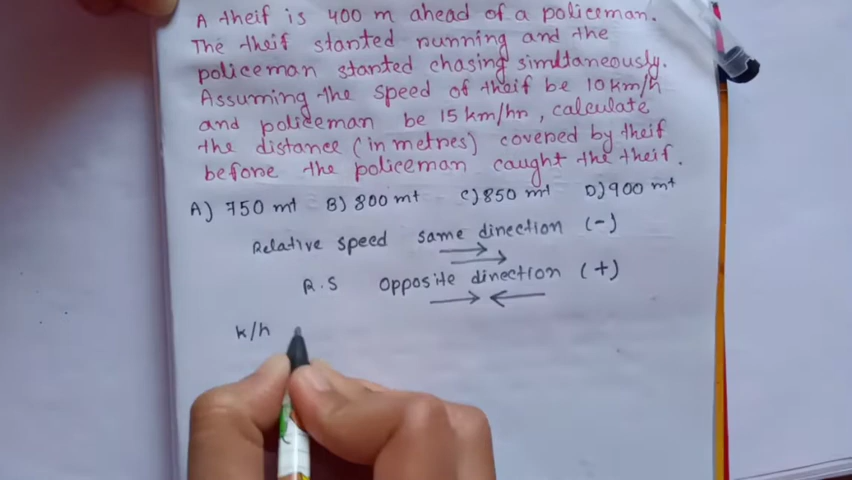 A theif is 400 m ahead of a policeman.
The theif started running and the
policeman started chasing simltaneously.
Assuming the speed of theif be 10 km/h
and policeman be 15 km/hr, calculate
the distance (in metres) covered by theif
before the policeman caught the theif.
A) 750 mt B) 800 mt C) 850 mt D) 900 mt
Relative speed same direction (-)
R.S opposite direction (+)
k/h